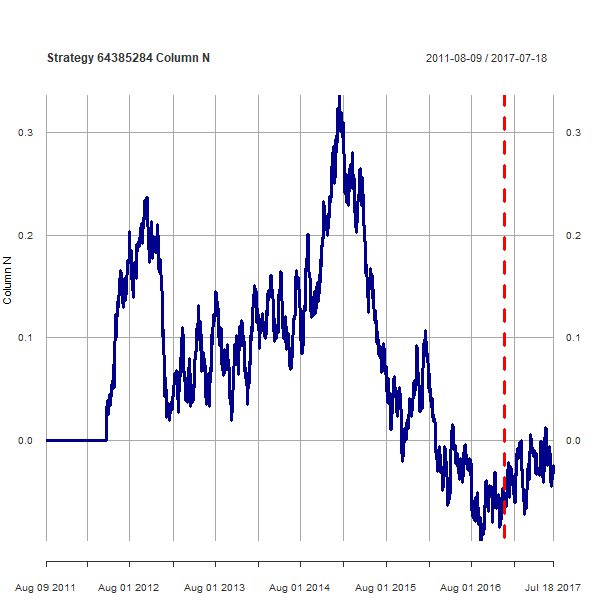 Strategy 64385284 Column N
2011-08-09 / 2017-07-18
0.3
0.3
0.2
0.2
0.1
0.1
0.0
0.0
Column N
Aug 09 2011
Aug 01 2012
Aug 01 2013
Aug 01 2014
Aug 01 2015
Aug 01 2016
Jul 18 2017